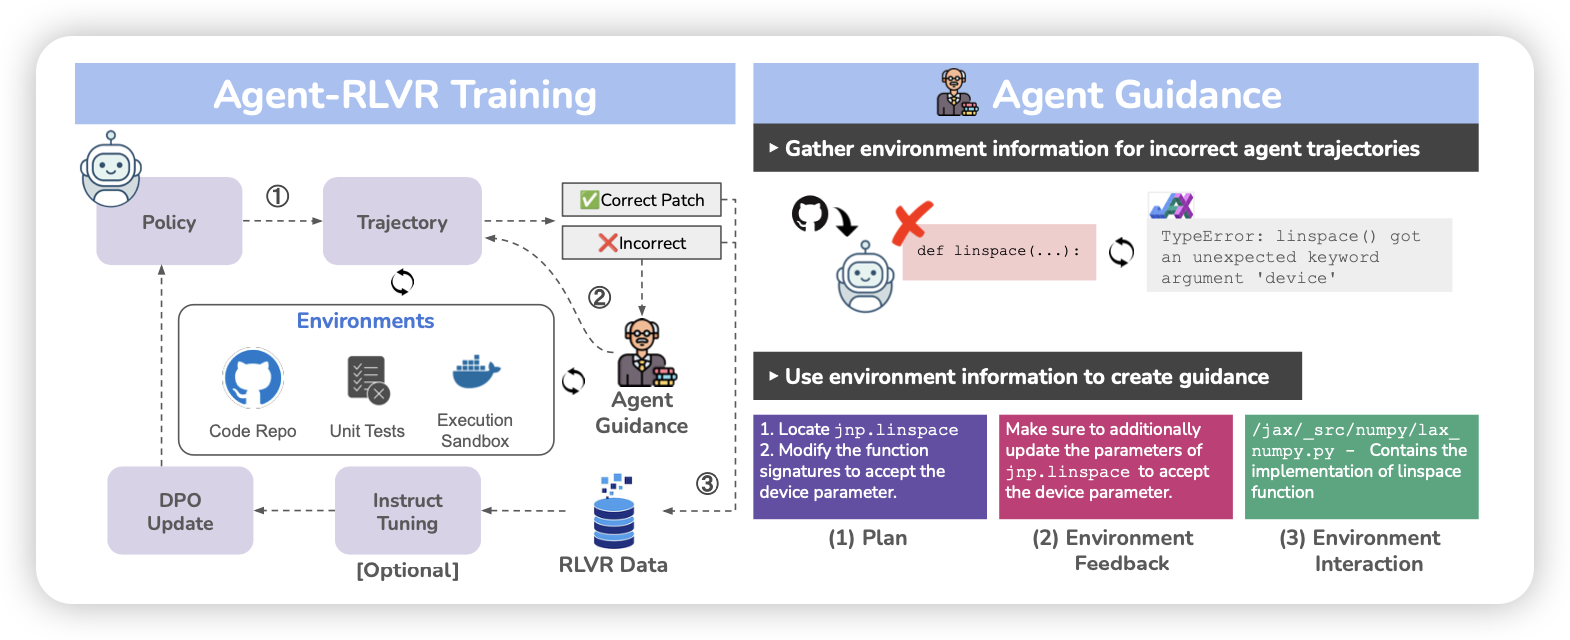 Agent-RLVR Training
①
Policy
Trajectory
✅Correct Patch
❌Incorrect
②
Environments
Code Repo
Unit Tests
Execution
Sandbox
Agent
Guidance
③
DPO
Update
Instruct
Tuning
[Optional]
RLVR Data
Agent Guidance
‣ Gather environment information for incorrect agent trajectories
def linspace(...):
JAX
TypeError: linspace() got
an unexpected keyword
argument 'device'
‣ Use environment information to create guidance
1. Locate jnp.linspace
2. Modify the function
signatures to accept the
device parameter.
(1) Plan
Make sure to additionally
update the parameters of
jnp.linspace to accept
the device parameter.
(2) Environment
Feedback
/jax/_src/numpy/lax_
numpy.py - Contains the
implementation of linspace
function
(3) Environment
Interaction